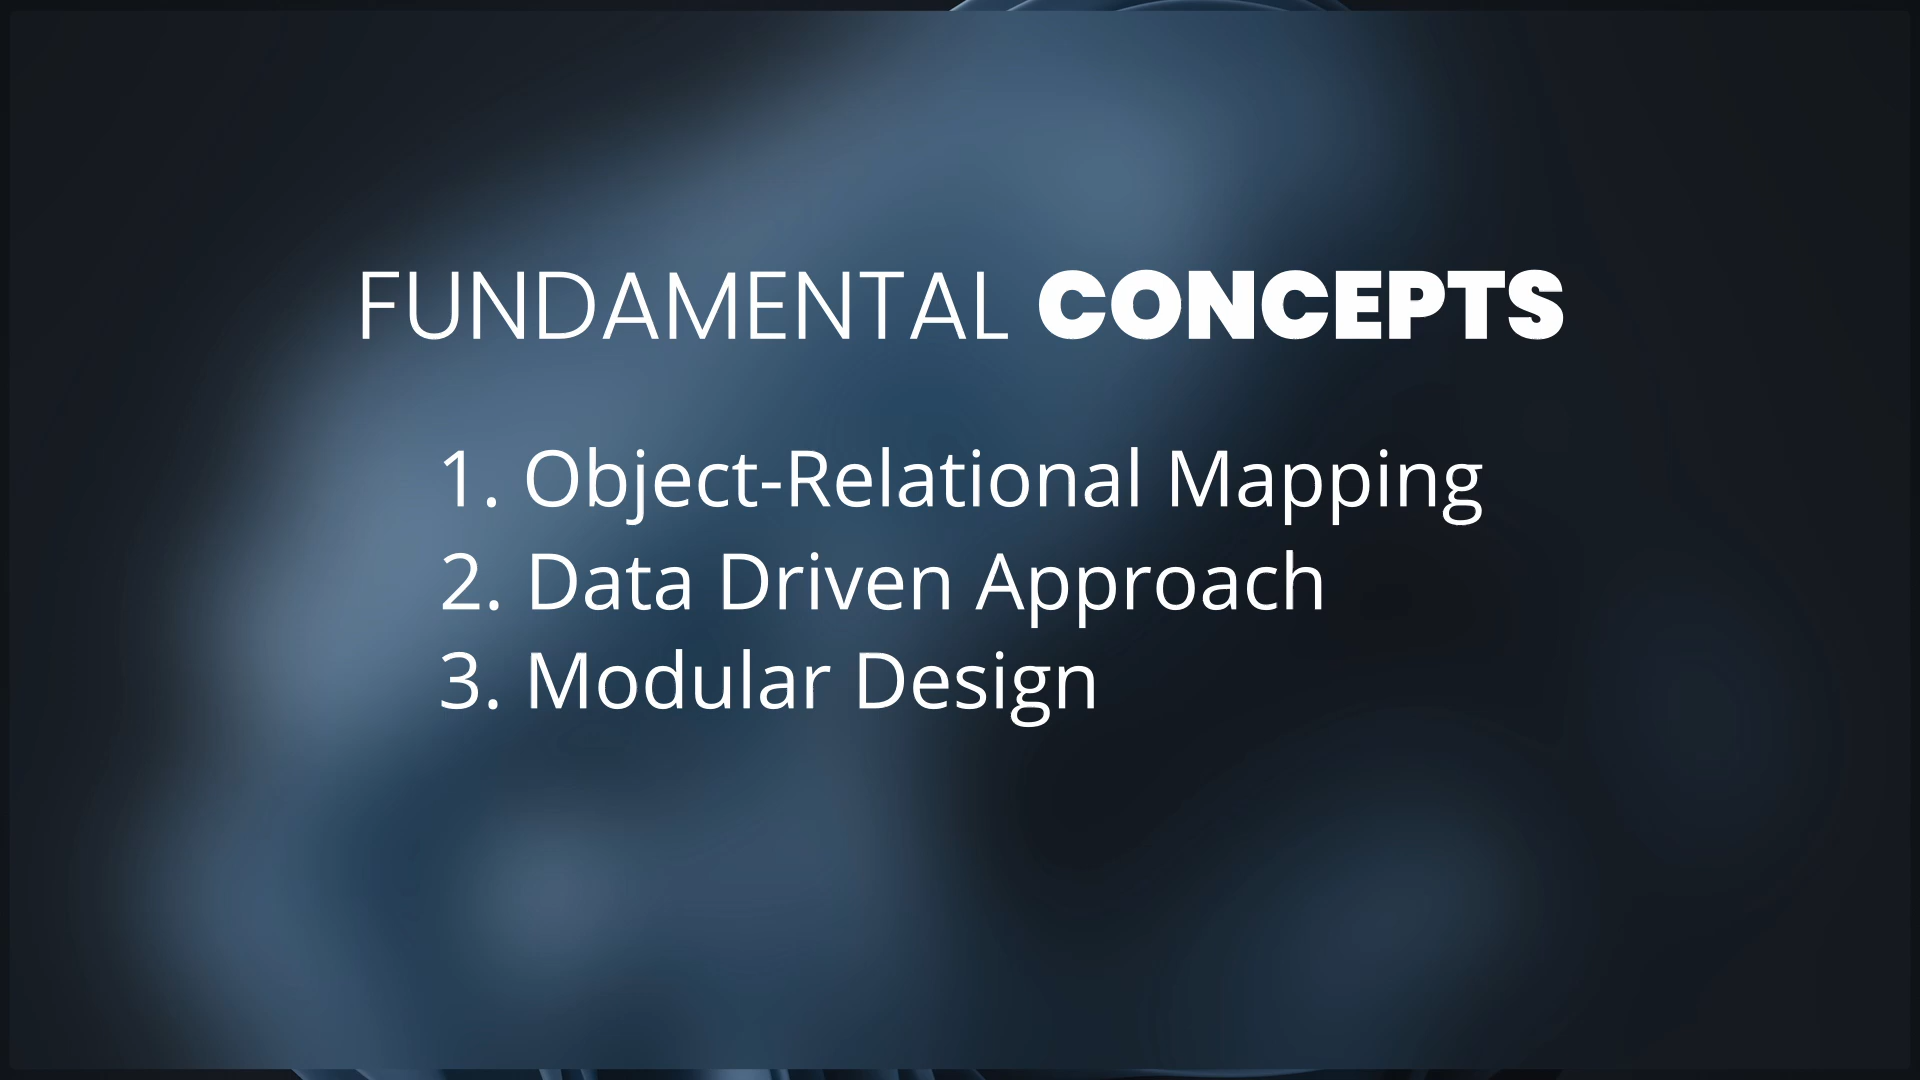 FUNDAMENTAL CONCEPTS
1. Object-Relational Mapping
2. Data Driven Approach
3. Modular Design